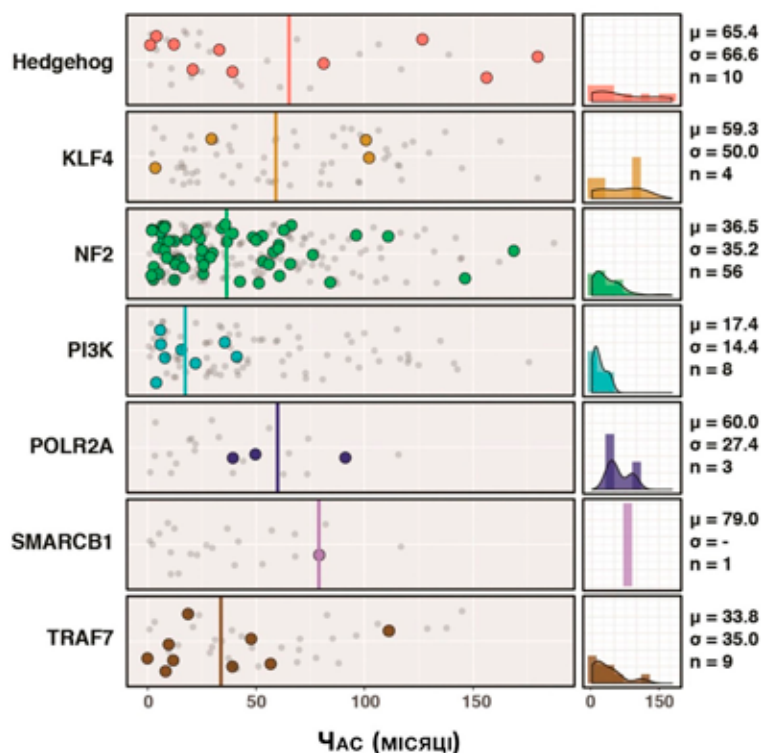 Hedgehog
μ = 65.4
σ = 66.6
n = 10
KLF4
μ = 59.3
σ = 50.0
n = 4
NF2
μ = 36.5
σ = 35.2
n = 56
PI3K
μ = 17.4
σ = 14.4
n = 8
POLR2A
μ = 60.0
σ = 27.4
n = 3
SMARCB1
μ = 79.0
σ = -
n = 1
TRAF7
μ = 33.8
σ = 35.0
n = 9
0 50 100 150 0 150
Час (місяці)